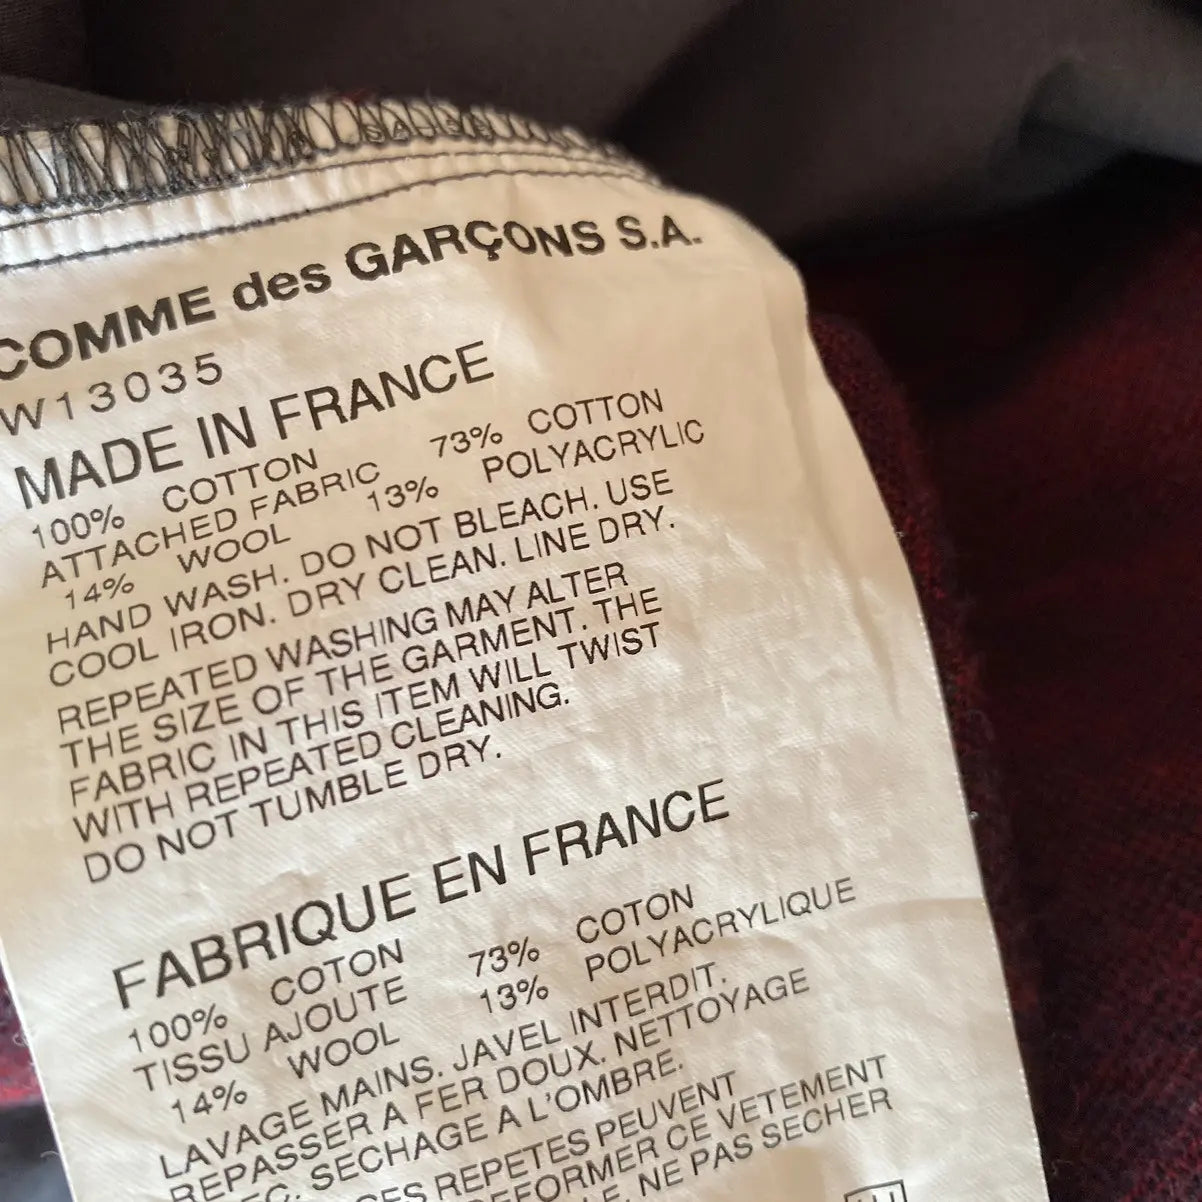 COMME des GARÇONS S.A.
W13035
MADE IN FRANCE
100% COTTON 73% COTTON
ATTACHED FABRIC 13% POLYACRYLIC
14% WOOL
HAND WASH. DO NOT BLEACH. USE
COOL IRON. DRY CLEAN. LINE DRY.
REPEATED WASHING MAY ALTER
THE SIZE OF THE GARMENT. THE
FABRIC IN THIS ITEM WILL TWIST
WITH REPEATED CLEANING.
DO NOT TUMBLE DRY.
FABRIQUE EN FRANCE
100% COTON 73% COTON
TISSU AJOUTE 13% POLYACRYLIQUE
14% WOOL
LAVAGE MAINS. JAVEL INTERDIT.
REPASSER A FER DOUX. NETTOYAGE
SECHAGE A L'OMBRE.
REPETES PEUVENT
CE VETEMENT
NE PAS SECHER